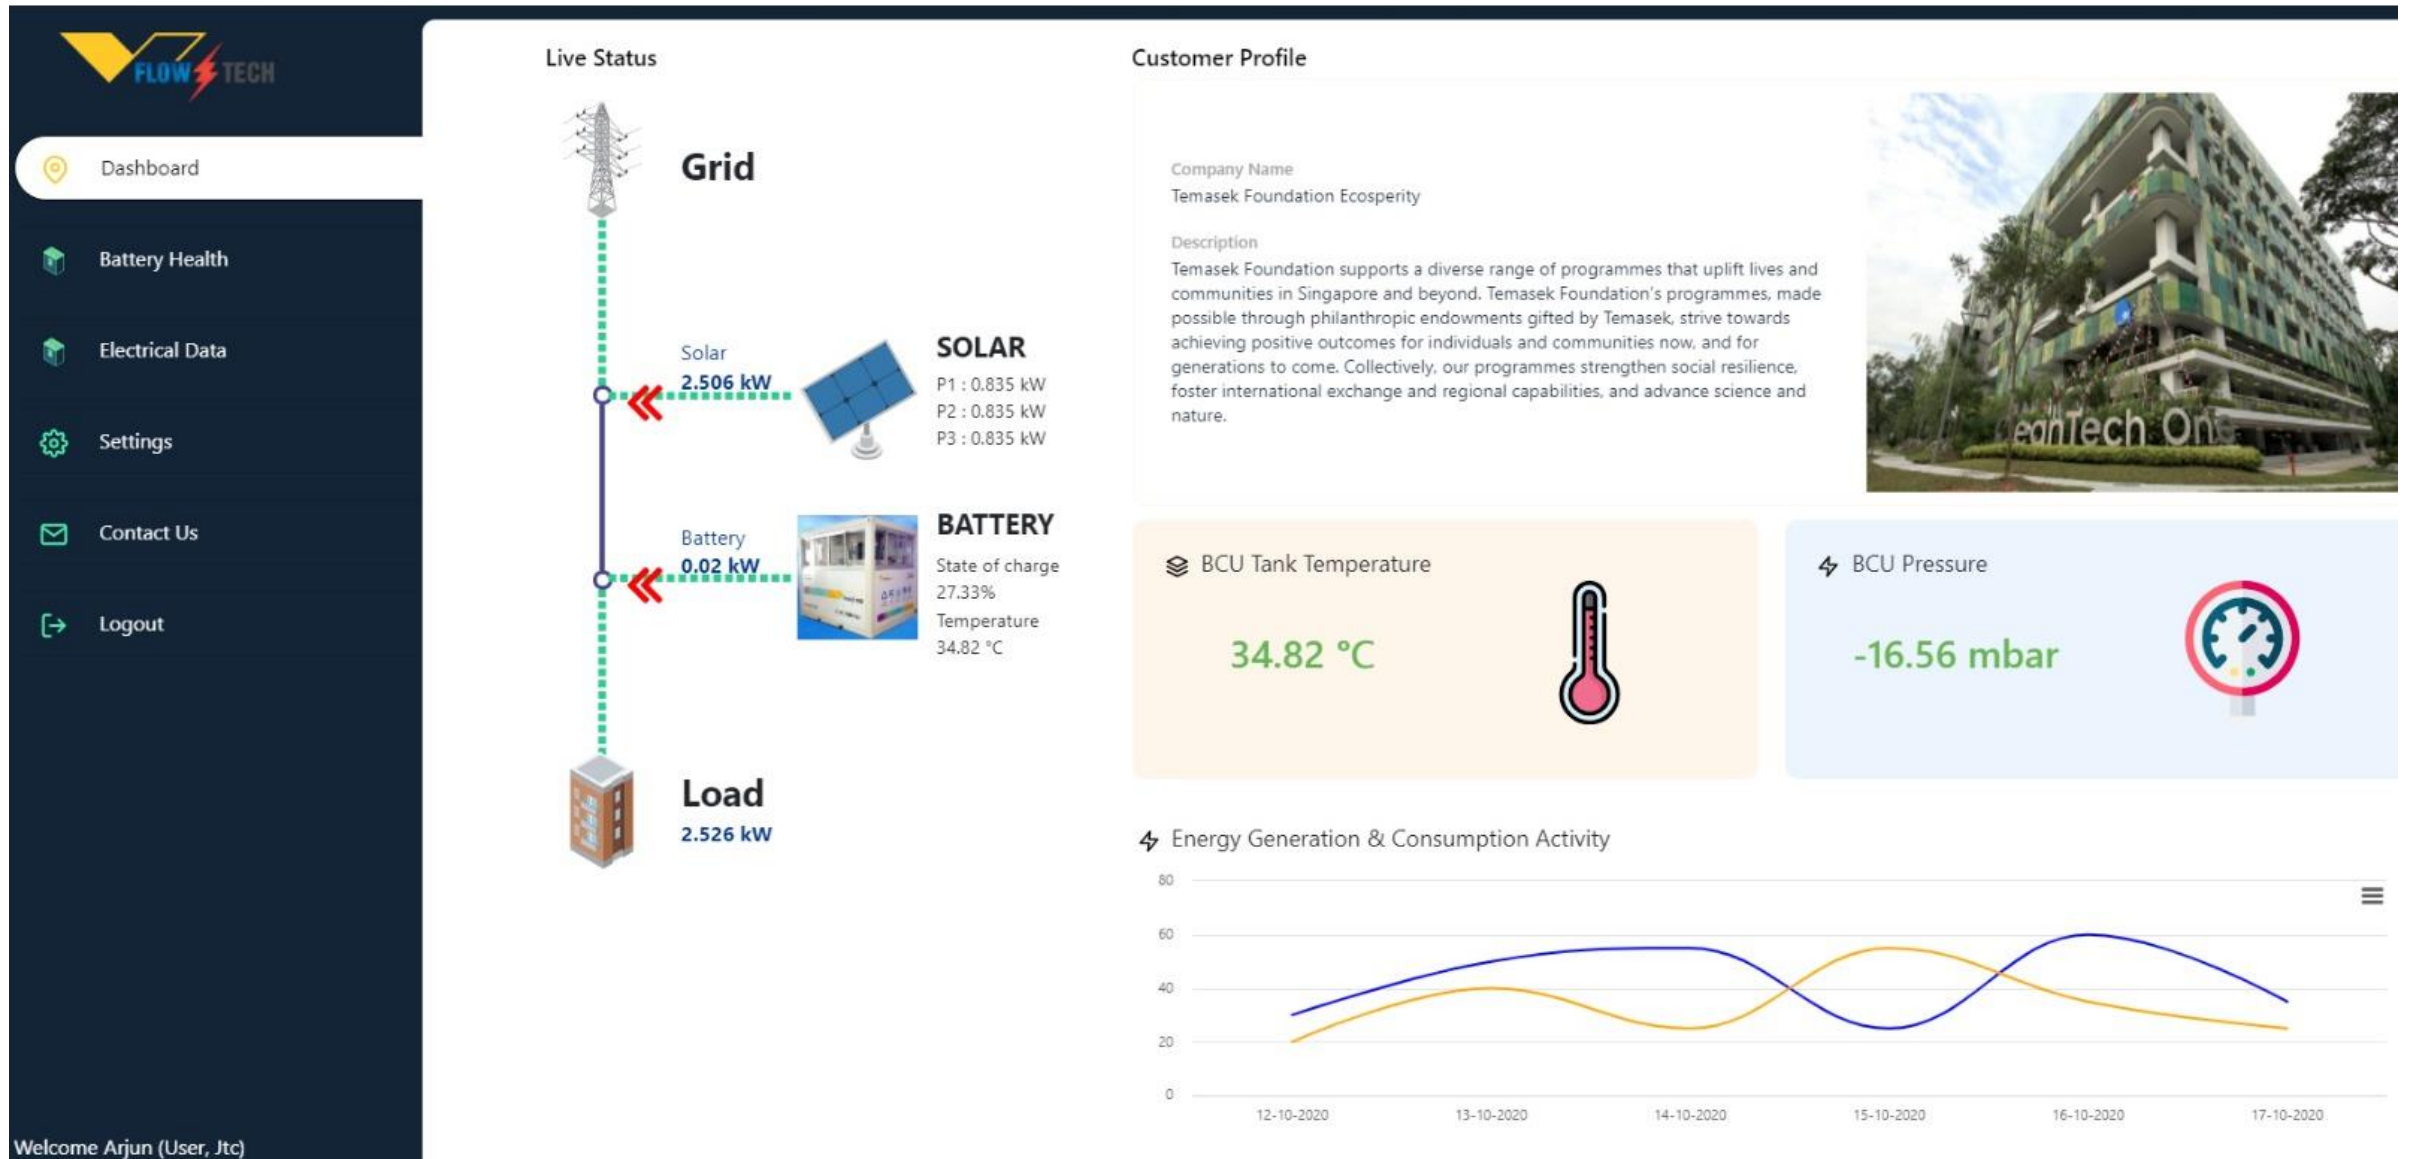 FLOW TECH
Dashboard
Battery Health
Electrical Data
Settings
Contact Us
Logout
Welcome Arjun (User, Jtc)
Live Status
Grid
Solar
2.506 kW
SOLAR
P1 : 0.835 kW
P2 : 0.835 kW
P3 : 0.835 kW
Battery
0.02 kW
BATTERY
State of charge
27.33%
Temperature
34.82 °C
Load
2.526 kW
Customer Profile
Company Name
Temasek Foundation Ecosperity
Description
Temasek Foundation supports a diverse range of programmes that uplift lives and
communities in Singapore and beyond. Temasek Foundation's programmes, made
possible through philanthropic endowments gifted by Temasek, strive towards
achieving positive outcomes for individuals and communities now, and for
generations to come. Collectively, our programmes strengthen social resilience,
foster international exchange and regional capabilities, and advance science and
nature.
eanTech One
BCU Tank Temperature
34.82 °C
BCU Pressure
-16.56 mbar
Energy Generation & Consumption Activity
80
60
40
20
0
12-10-2020
13-10-2020
14-10-2020
15-10-2020
16-10-2020
17-10-2020